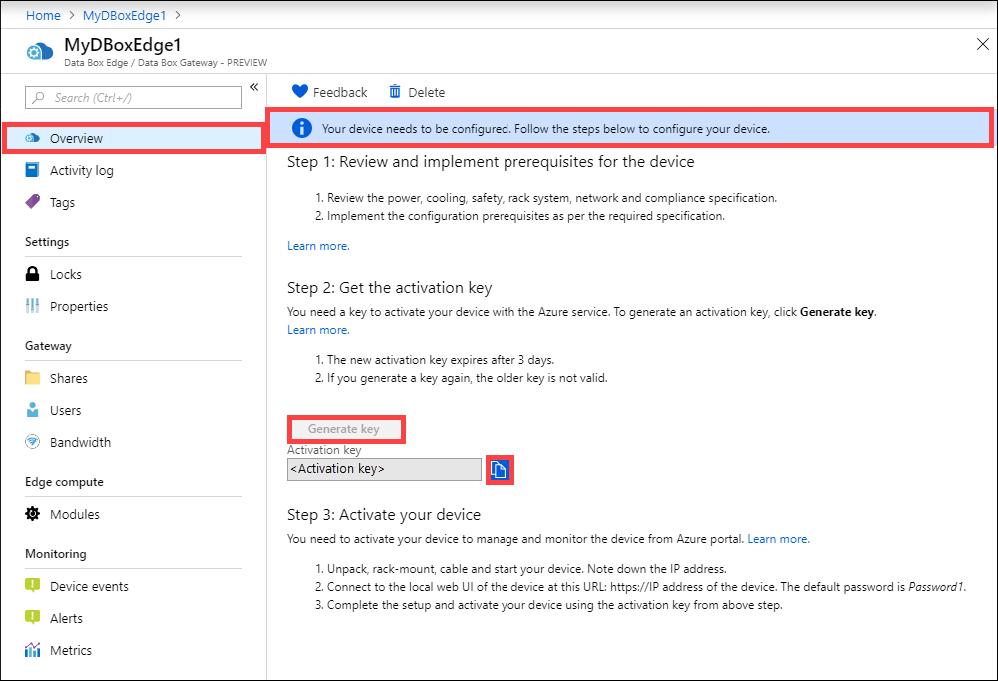 Home > MyDBoxEdge1 >
MyDBoxEdge1
Data Box Edge / Data Box Gateway - PREVIEW
Search (Ctrl+/)
«
Overview
Activity log
Tags
Settings
Locks
Properties
Gateway
Shares
Users
Bandwidth
Edge compute
Modules
Monitoring
Device events
Alerts
Metrics
Feedback
Delete
Your device needs to be configured. Follow the steps below to configure your device.
Step 1: Review and implement prerequisites for the device
1. Review the power, cooling, safety, rack system, network and compliance specification.
2. Implement the configuration prerequisites as per the required specification.
Learn more.
Step 2: Get the activation key
You need a key to activate your device with the Azure service. To generate an activation key, click Generate key.
Learn more.
1. The new activation key expires after 3 days.
2. If you generate a key again, the older key is not valid.
Generate key
Activation key
<Activation key>
Step 3: Activate your device
You need to activate your device to manage and monitor the device from Azure portal. Learn more.
1. Unpack, rack-mount, cable and start your device. Note down the IP address.
2. Connect to the local web UI of the device at this URL: https://IP address of the device. The default password is Password1.
3. Complete the setup and activate your device using the activation key from above step.